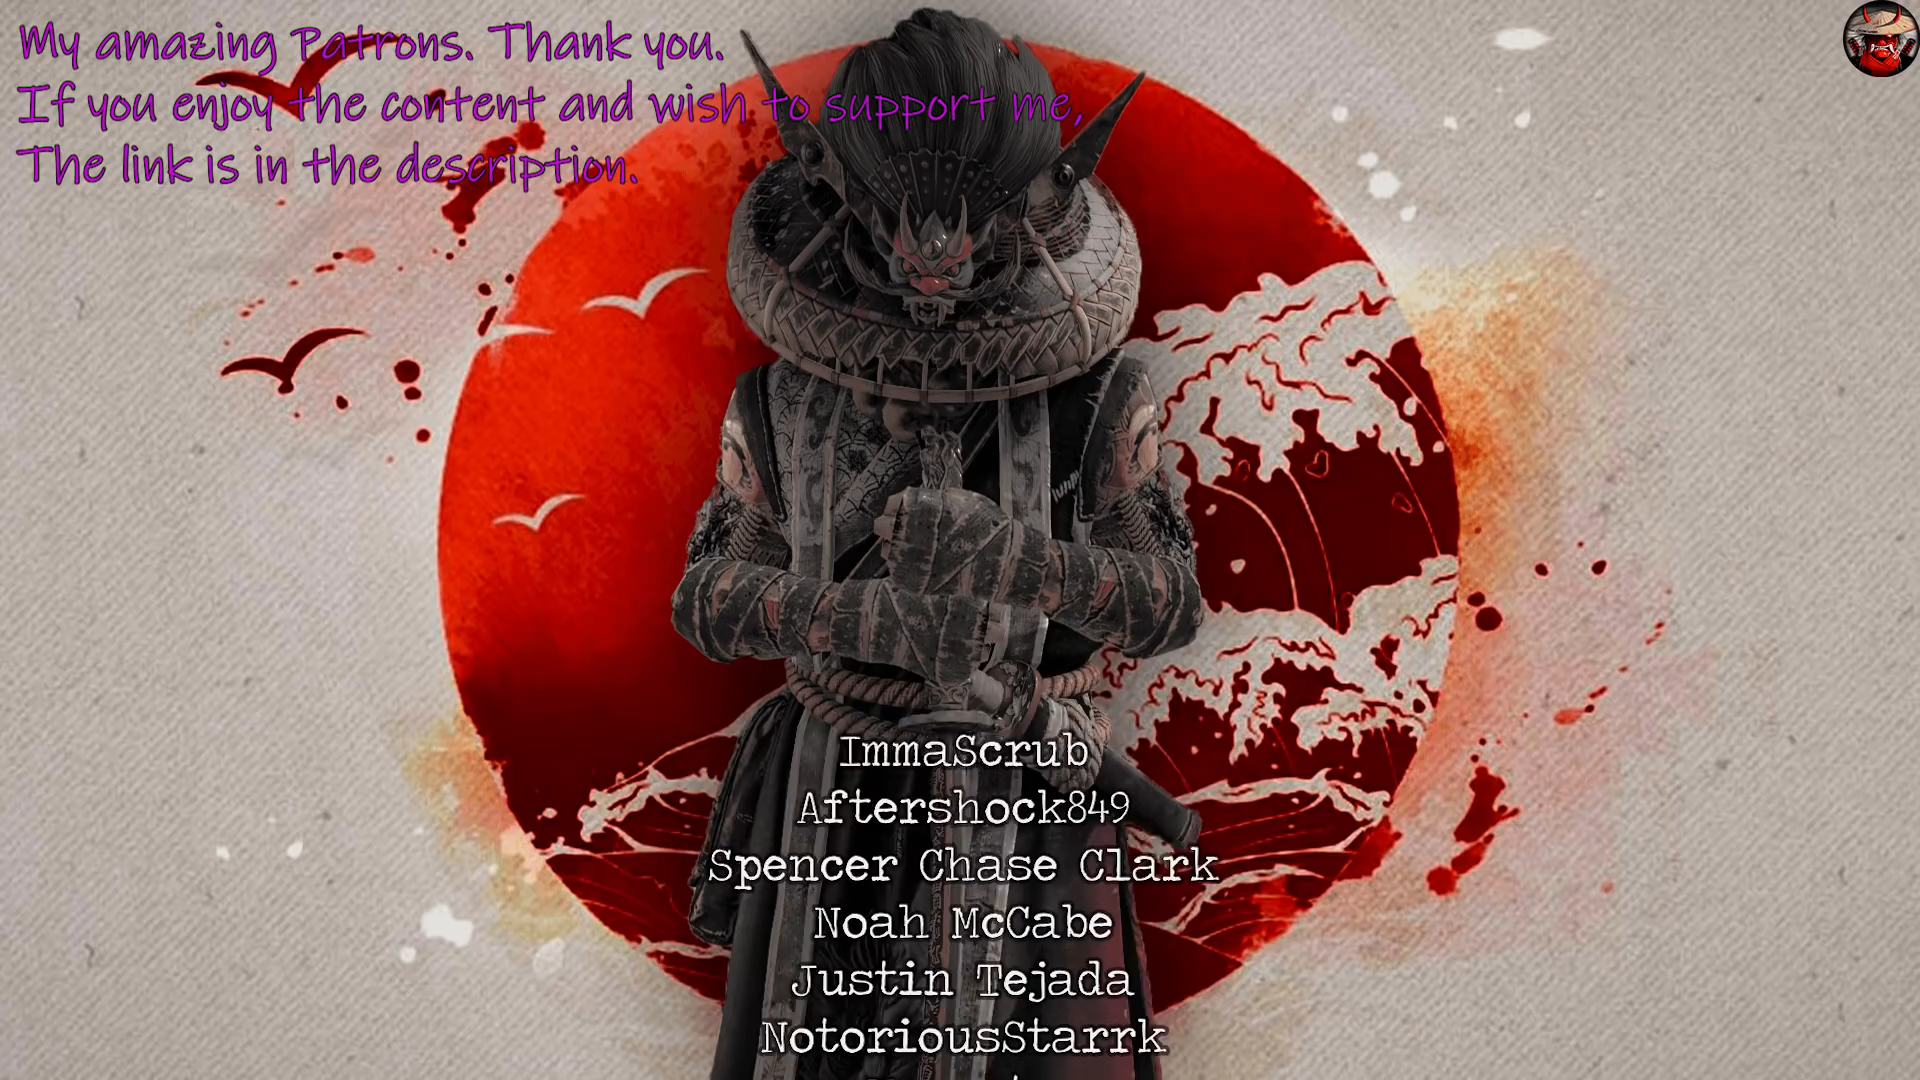 My amazing Patrons. Thank you.
If you enjoy the content and wish to support me,
The link is in the description.
ImmaScrub
Aftershock849
Spencer Chase Clark
Noah McCabe
Justin Tejada
NotoriousStarrk